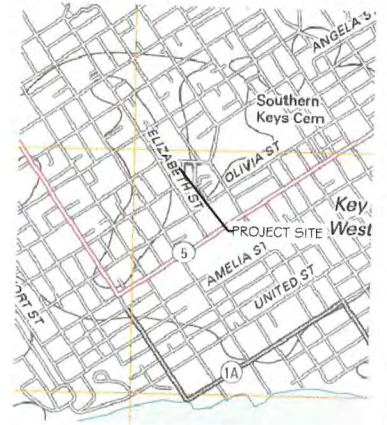 ANGELA S
Southern
Keys Cem
ELIZABETH ST
OLIVIA ST
Key
West
PROJECT SITE
5
AMELIA ST
UNITED ST
ORT ST
1A